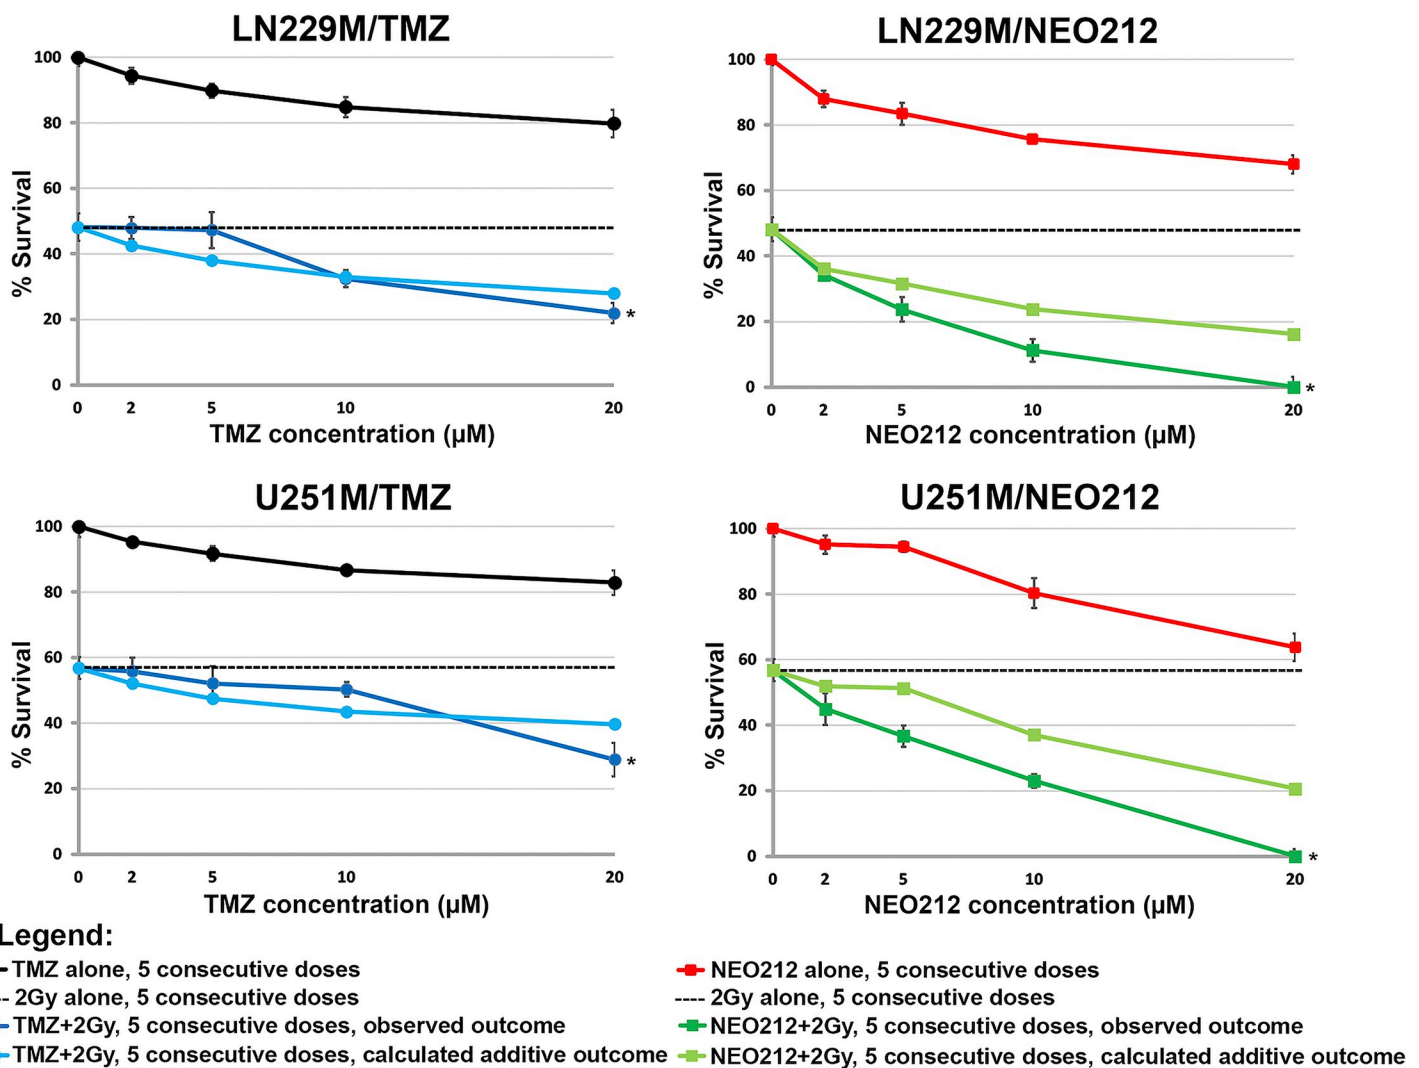 LN229M/TMZ
% Survival
100
80
60
40
20
0
*
0 2 5 10 20
TMZ concentration (µM)
LN229M/NEO212
% Survival
100
80
60
40
20
0
*
0 2 5 10 20
NEO212 concentration (µM)
U251M/TMZ
% Survival
100
80
60
40
20
0
*
0 2 5 10 20
TMZ concentration (µM)
U251M/NEO212
% Survival
100
80
60
40
20
0
*
0 2 5 10 20
NEO212 concentration (µM)
Legend:
TMZ alone, 5 consecutive doses
2Gy alone, 5 consecutive doses
TMZ+2Gy, 5 consecutive doses, observed outcome
TMZ+2Gy, 5 consecutive doses, calculated additive outcome
NEO212 alone, 5 consecutive doses
2Gy alone, 5 consecutive doses
NEO212+2Gy, 5 consecutive doses, observed outcome
NEO212+2Gy, 5 consecutive doses, calculated additive outcome